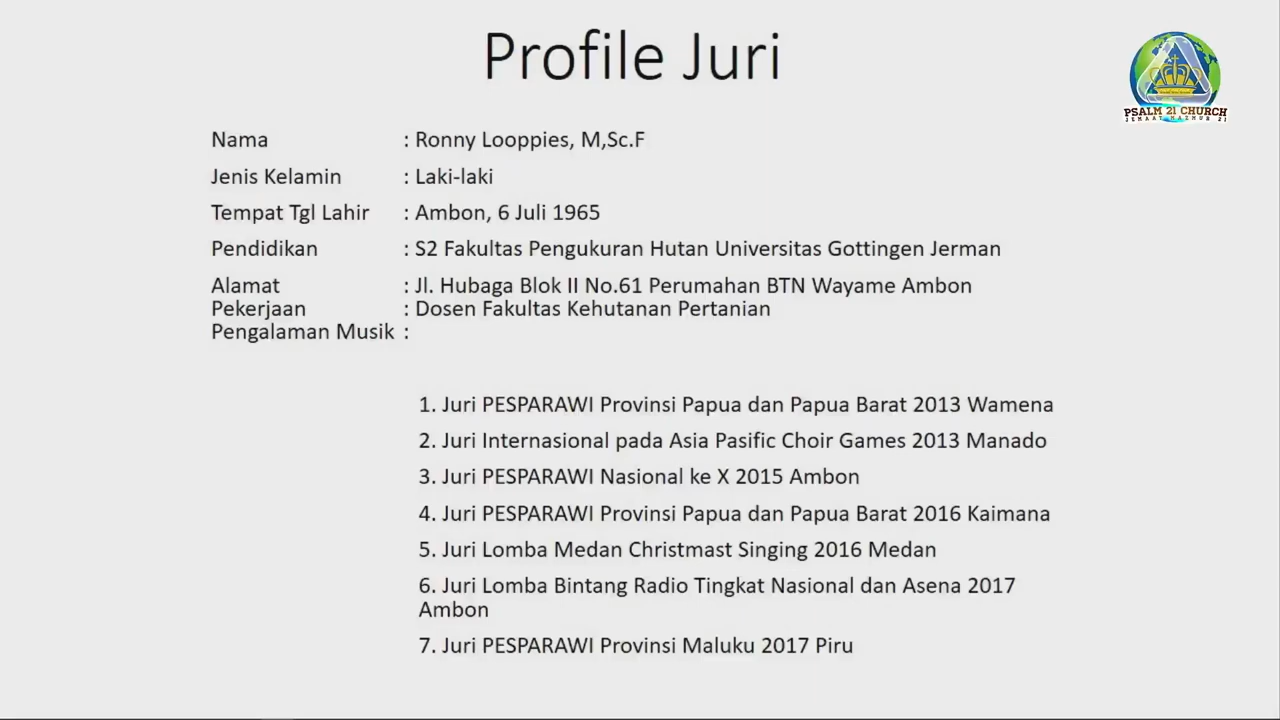 Profile Juri
PSALM 21 CHURCH
JEMAAT MAZMUR 21
Nama : Ronny Looppies, M,Sc.F
Jenis Kelamin : Laki-laki
Tempat Tgl Lahir : Ambon, 6 Juli 1965
Pendidikan : S2 Fakultas Pengukuran Hutan Universitas Gottingen Jerman
Alamat : Jl. Hubaga Blok II No.61 Perumahan BTN Wayame Ambon
Pekerjaan : Dosen Fakultas Kehutanan Pertanian
Pengalaman Musik :
1. Juri PESPARAWI Provinsi Papua dan Papua Barat 2013 Wamena
2. Juri Internasional pada Asia Pasific Choir Games 2013 Manado
3. Juri PESPARAWI Nasional ke X 2015 Ambon
4. Juri PESPARAWI Provinsi Papua dan Papua Barat 2016 Kaimana
5. Juri Lomba Medan Christmast Singing 2016 Medan
6. Juri Lomba Bintang Radio Tingkat Nasional dan Asena 2017
Ambon
7. Juri PESPARAWI Provinsi Maluku 2017 Piru